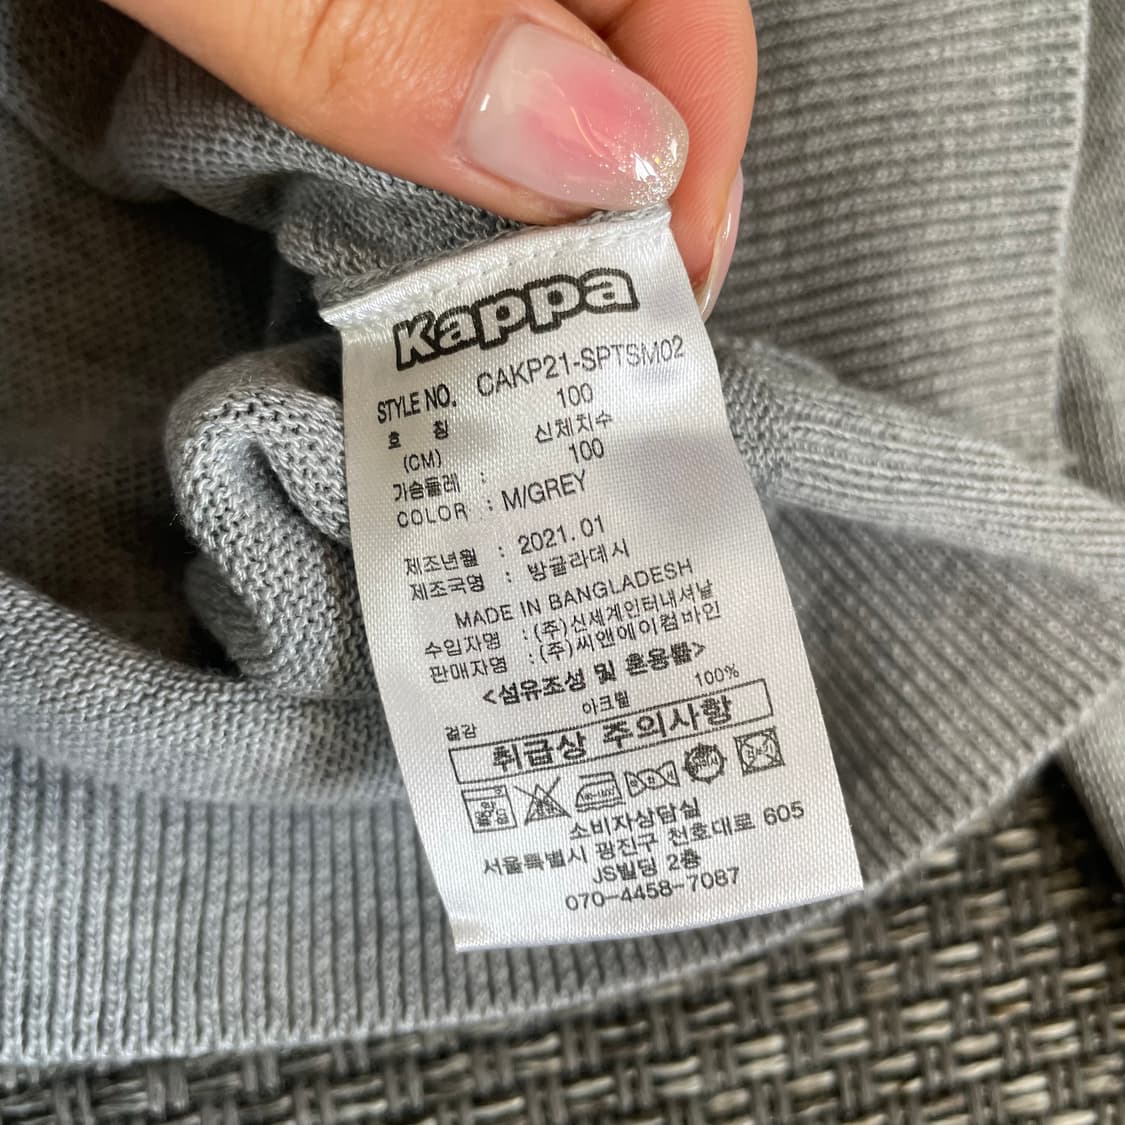 Kappa
STYLE NO. CAKP21-SPTSM02
호 칭 100
(CM) 신체치수
가슴둘레 : 100
COLOR : M/GREY
제조년월 : 2021.01
제조국명 : 방글라데시
MADE IN BANGLADESH
수입자명 : (주)신세계인터내셔날
판매자명 : (주)씨앤에이컴바인
<섬유조성 및 혼용률>
겉감 아크릴 100%
취급상 주의사항
소비자상담실
서울특별시 광진구 천호대로 605
JS빌딩 2층
070-4458-7087